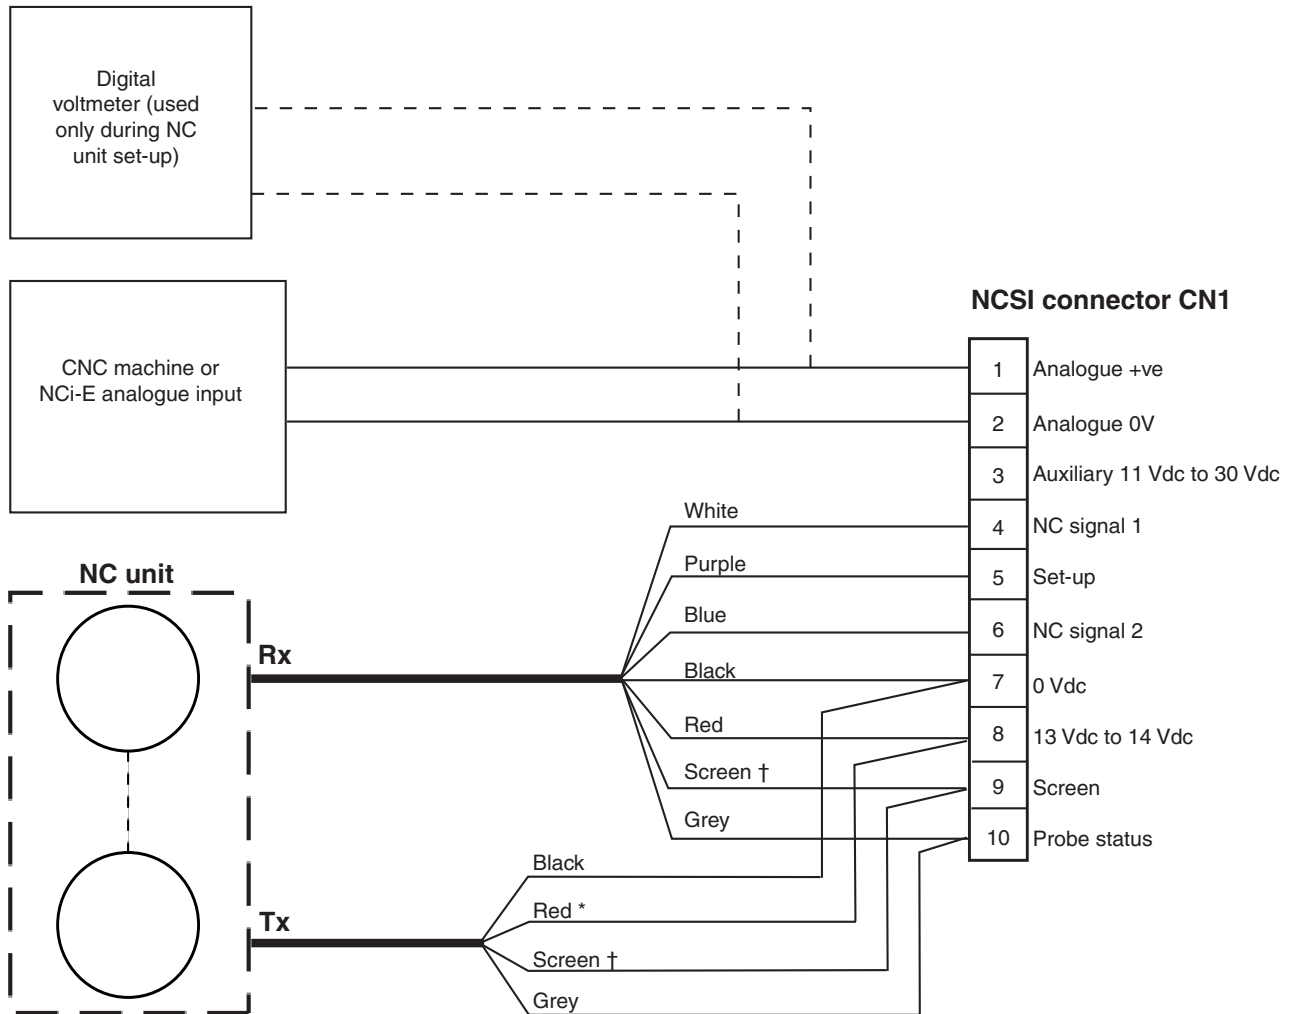 Digital
voltmeter (used
only during NC
unit set-up)
CNC machine or
NCi-E analogue input
NCSI connector CN1
1 Analogue +ve
2 Analogue 0V
3 Auxiliary 11 Vdc to 30 Vdc
White
4 NC signal 1
Purple
5 Set-up
Blue
6 NC signal 2
Black
7 0 Vdc
Red
8 13 Vdc to 14 Vdc
Screen †
9 Screen
Grey
10 Probe status
NC unit
Rx
Tx
Black
Red *
Screen †
Grey